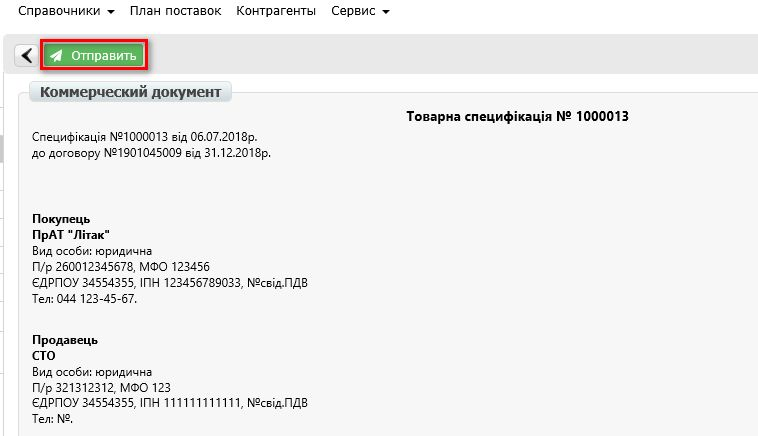 Справочники План поставок Контрагенты Сервис
Отправить
Коммерческий документ
Товарна специфікація № 1000013
Специфікація №1000013 від 06.07.2018р.
до договору №1901045009 від 31.12.2018р.
Покупець
ПрАТ "Літак"
Вид особи: юридична
П/р 260012345678, МФО 123456
ЄДРПОУ 34554355, ІПН 123456789033, №свід.ПДВ
Тел: 044 123-45-67.
Продавець
СТО
Вид особи: юридична
П/р 321312312, МФО 123
ЄДРПОУ 34554355, ІПН 111111111111, №свід.ПДВ
Тел: №.